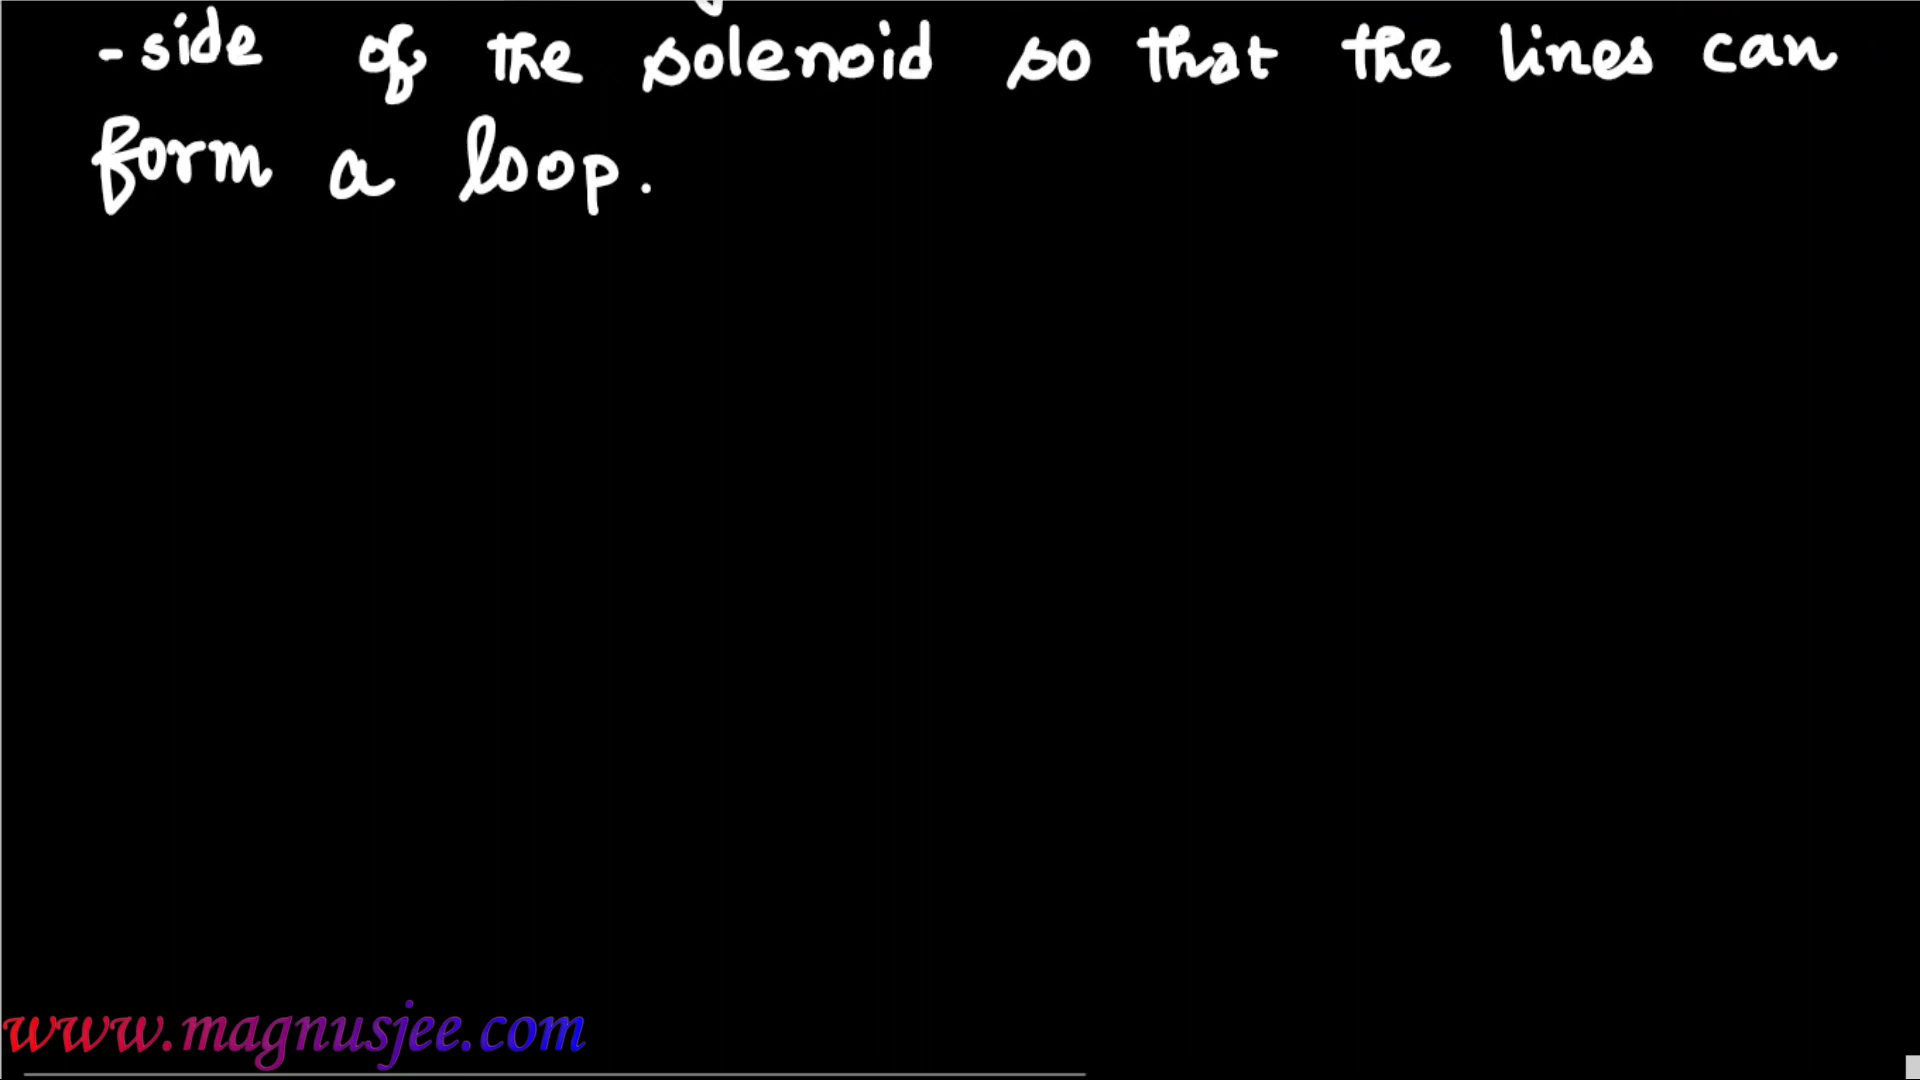 -side of the solenoid so that the lines can
form a loop.
www.magnusjee.com